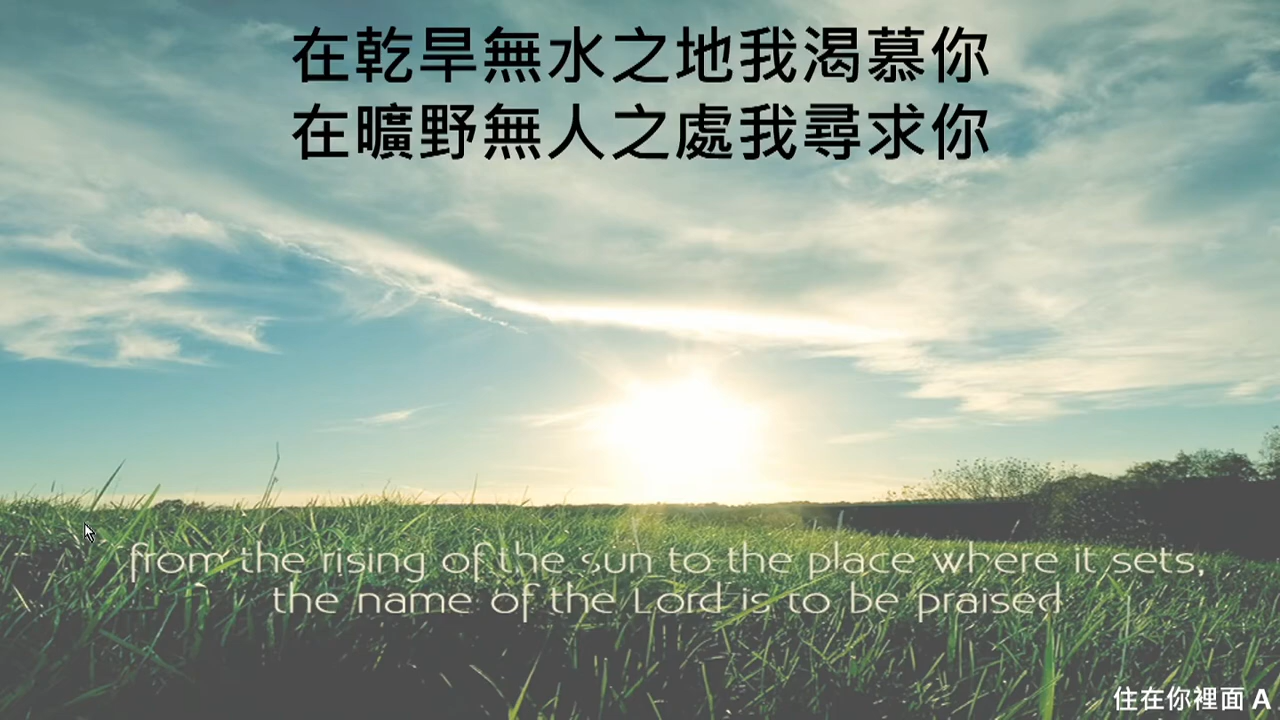 在乾旱無水之地我渴慕你
在曠野無人之處我尋求你
from the rising of the sun to the place where it sets,
the name of the Lord is to be praised
住在你裡面 A